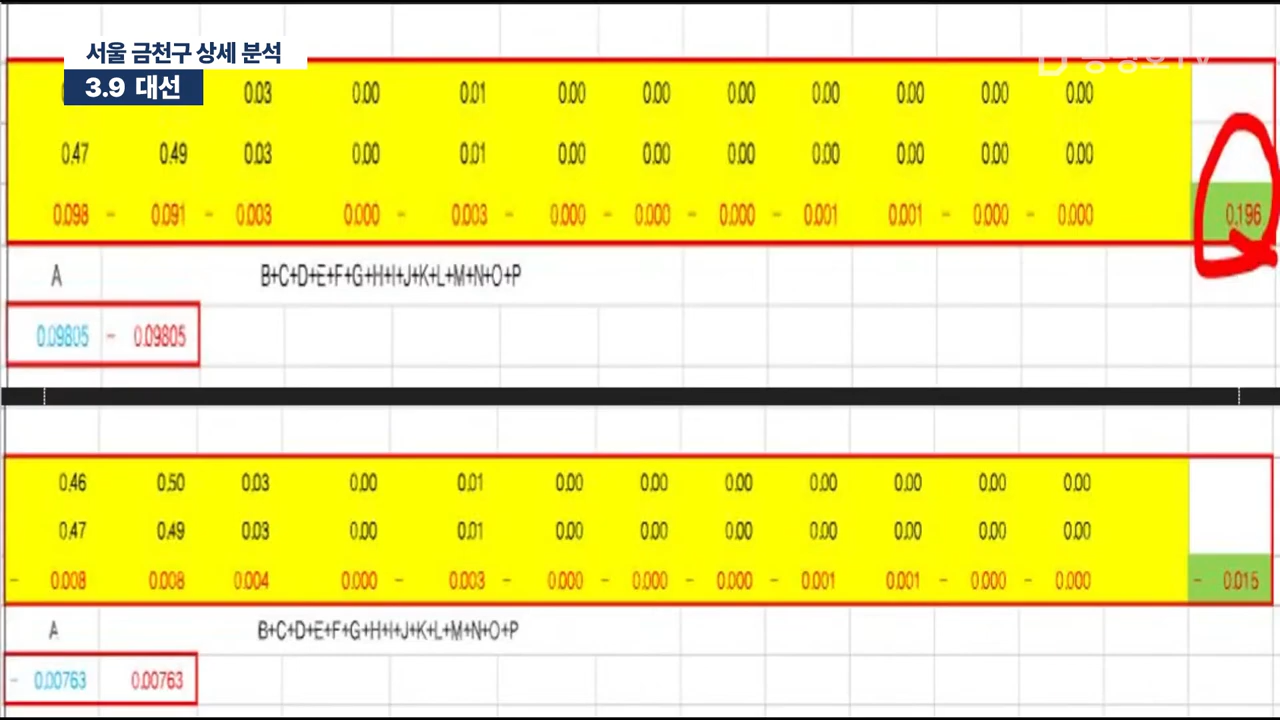 서울 금천구 상세 분석
3.9 대선
0.03 0.00 0.01 0.00 0.00 0.00 0.00 0.00 0.00 0.00
0.47 0.49 0.03 0.00 0.01 0.00 0.00 0.00 0.00 0.00 0.00 0.00
0.098 - 0.091 - 0.003 0.000 - 0.003 - 0.000 - 0.000 - 0.000 - 0.001 0.001 - 0.000 - 0.000 0.196
A B+C+D+E+F+G+H+I+J+K+L+M+N+O+P
0.09805 - 0.09805
0.46 0.50 0.03 0.00 0.01 0.00 0.00 0.00 0.00 0.00 0.00 0.00
0.47 0.49 0.03 0.00 0.01 0.00 0.00 0.00 0.00 0.00 0.00 0.00
- 0.008 0.008 0.004 0.000 - 0.003 - 0.000 - 0.000 - 0.000 - 0.001 0.001 - 0.000 - 0.000 - 0.015
A B+C+D+E+F+G+H+I+J+K+L+M+N+O+P
- 0.00763 0.00763